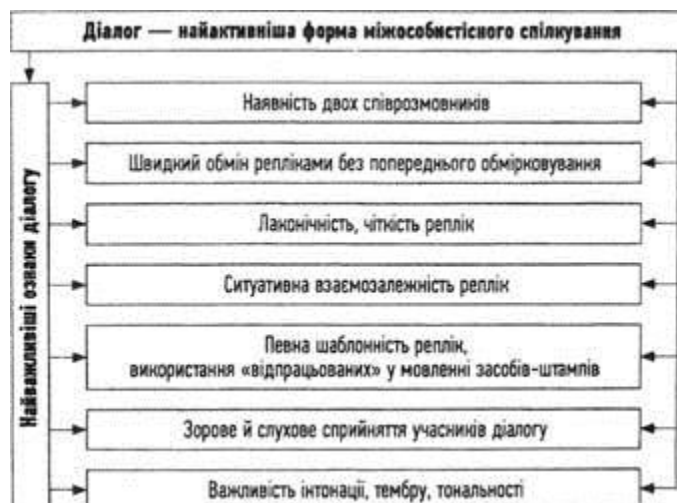 Діалог — найактивніша форма міжособистісного спілкування
Найважливіші ознаки діалогу
Наявність двох співрозмовників
Швидкий обмін репліками без попереднього обмірковування
Лаконічність, чіткість реплік
Ситуативна взаємозалежність реплік
Певна шаблонність реплік,
використання «відпрацьованих» у мовленні засобів-штампів
Зорове й слухове сприйняття учасників діалогу
Важливість інтонації, тембру, тональності